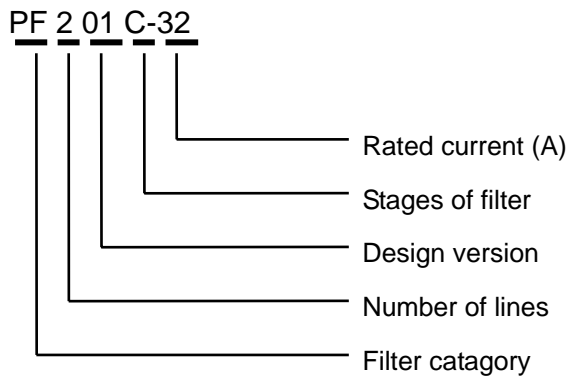 PF 2 01 C-32
Rated current (A)
Stages of filter
Design version
Number of lines
Filter catagory